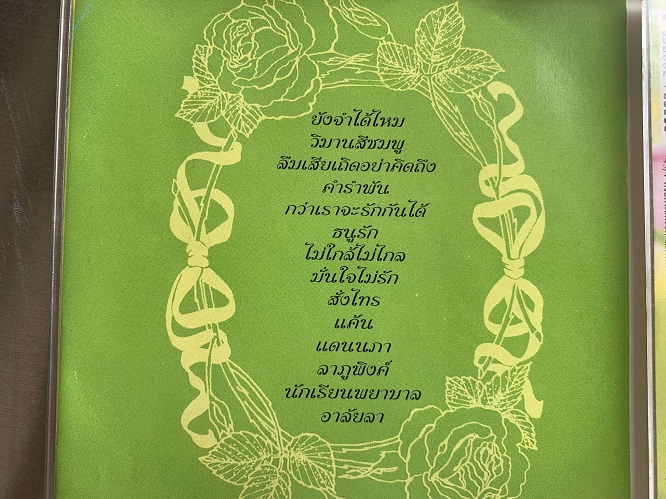 ยังจำได้ไหม
วิมานสีชมพู
ลืมเสียเถิดอย่าคิดถึง
คำรำพัน
กว่าเราจะรักกันได้
ธนูรัก
ไม่ใกล้ไม่ไกล
มั่นใจไม่รัก
สั่งไทร
แค้น
แดนนภา
ลาภูพิงค์
นักเรียนพยาบาล
อาลัยลา